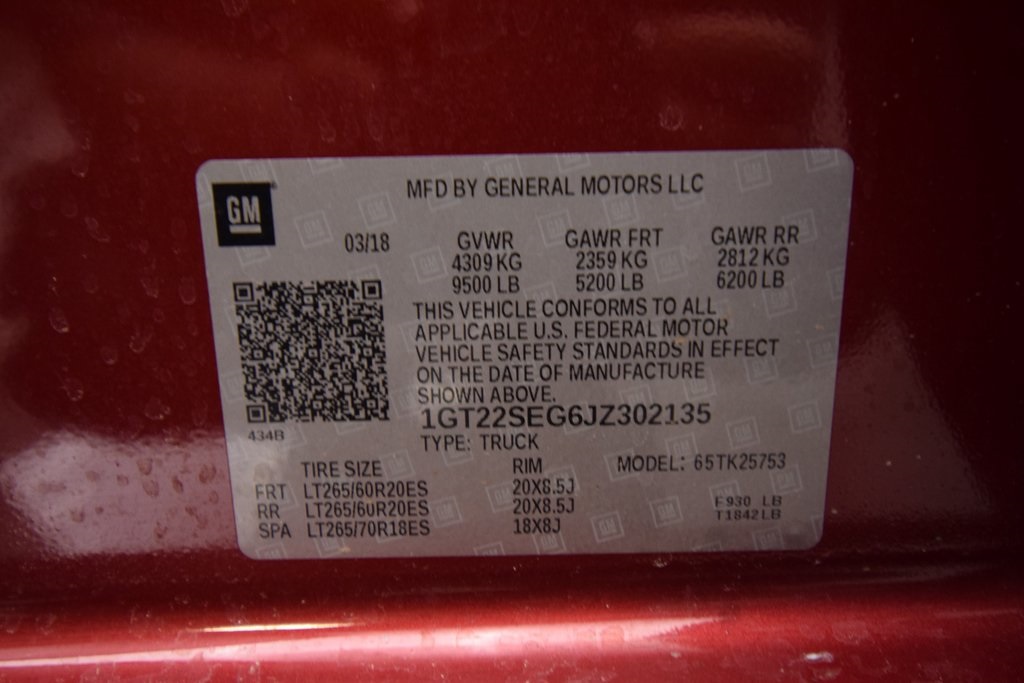 GM
MFD BY GENERAL MOTORS LLC
03/18
GVWR GAWR FRT GAWR RR
4309 KG 2359 KG 2812 KG
9500 LB 5200 LB 6200 LB
THIS VEHICLE CONFORMS TO ALL
APPLICABLE U.S. FEDERAL MOTOR
VEHICLE SAFETY STANDARDS IN EFFECT
ON THE DATE OF MANUFACTURE
SHOWN ABOVE.
1GT22SEG6JZ302135
434B
TYPE: TRUCK
TIRE SIZE RIM MODEL: 65TK25753
FRT LT265/60R20ES 20X8.5J
RR LT265/60R20ES 20X8.5J
SPA LT265/70R18ES 18X8J
F930 LB
T1842 LB